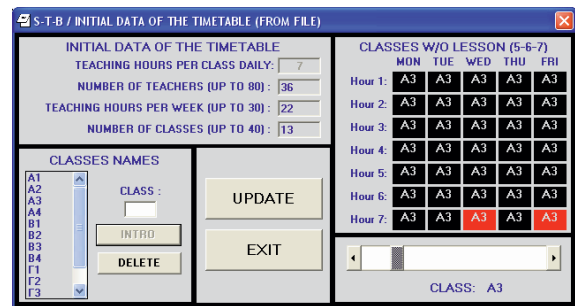 S-T-B / INITIAL DATA OF THE TIMETABLE (FROM FILE)
INITIAL DATA OF THE TIMETABLE
TEACHING HOURS PER CLASS DAILY: 7
NUMBER OF TEACHERS (UP TO 80) : 36
TEACHING HOURS PER WEEK (UP TO 30) : 22
NUMBER OF CLASSES (UP TO 40) : 13
CLASSES NAMES
A1
A2
A3
A4
B1
B2
B3
B4
Γ1
Γ2
Γ3
CLASS :
INTRO
DELETE
UPDATE
EXIT
CLASSES W/O LESSON (5-6-7)
MON TUE WED THU FRI
Hour 1: A3 A3 A3 A3 A3
Hour 2: A3 A3 A3 A3 A3
Hour 3: A3 A3 A3 A3 A3
Hour 4: A3 A3 A3 A3 A3
Hour 5: A3 A3 A3 A3 A3
Hour 6: A3 A3 A3 A3 A3
Hour 7: A3 A3 A3 A3 A3
CLASS: A3